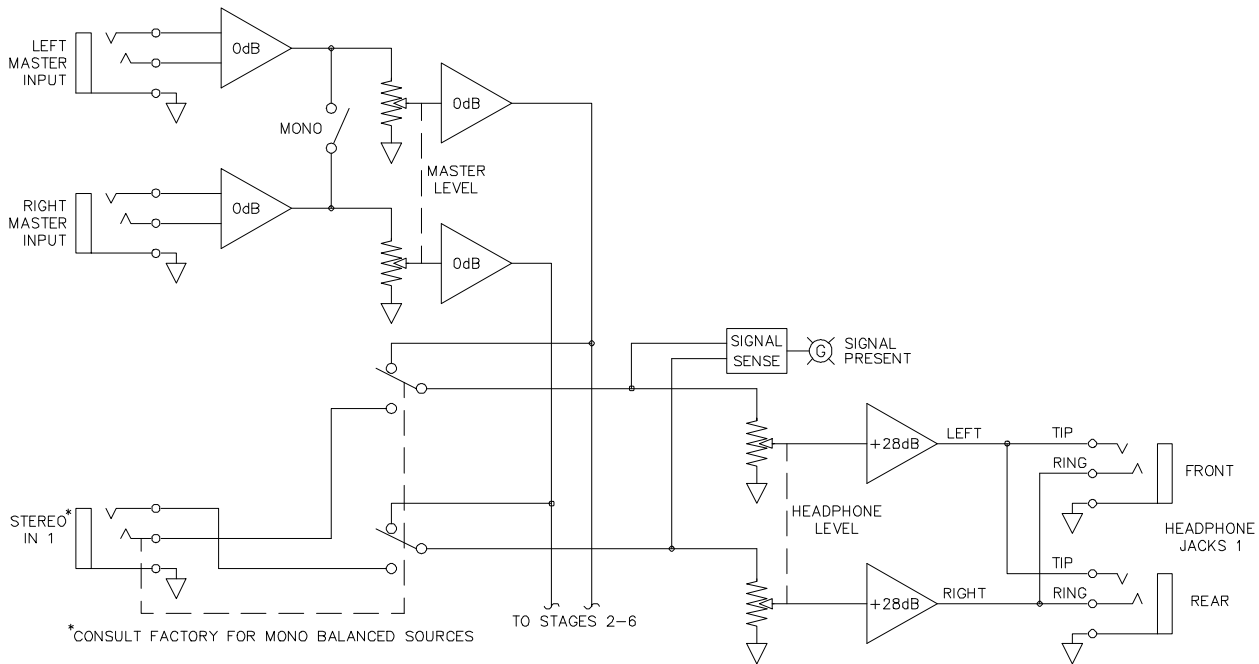 LEFT
MASTER
INPUT
0dB
MONO
0dB
MASTER
LEVEL
RIGHT
MASTER
INPUT
0dB
0dB
SIGNAL
SENSE
G
SIGNAL
PRESENT
+28dB
LEFT
TIP
RING
FRONT
HEADPHONE
LEVEL
HEADPHONE
JACKS 1
STEREO*
IN 1
+28dB
RIGHT
TIP
RING
REAR
TO STAGES 2-6
*CONSULT FACTORY FOR MONO BALANCED SOURCES